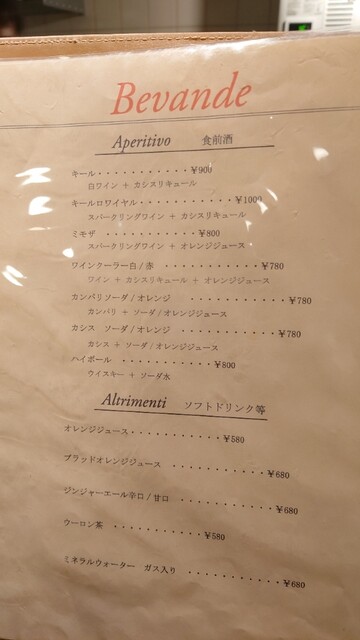 Bevande
Aperitivo 食前酒
キール・・・・・・・・・・・・¥900
白ワイン + カシスリキュール
キールロワイヤル・・・・・・・・・・・・¥1000
スパークリングワイン + カシスリキュール
ミモザ ・・・・・・・・・・・・¥800
スパークリングワイン + オレンジジュース
ワインクーラー白/赤 ・・・・・・・・・・・・¥780
ワイン + カシスリキュール + オレンジジュース
カンパリソーダ/オレンジ ・・・・・・・・・・・・¥780
カンパリ + ソーダ/オレンジジュース
カシス ソーダ/オレンジ ・・・・・・・・・・・・¥780
カシス + ソーダ/オレンジジュース
ハイボール ・・・・・・・・・・・・¥800
ウイスキー + ソーダ水
Altrimenti ソフトドリンク等
オレンジジュース・・・・・・・・・・・・¥580
ブラッドオレンジジュース ・・・・・・・・・・・・¥680
ジンジャーエール辛口/甘口 ・・・・・・・・・・・・¥680
ウーロン茶 ・・・・・・・・・・・・¥580
ミネラルウォーター ガス入り ・・・・・・・・・・・・¥680